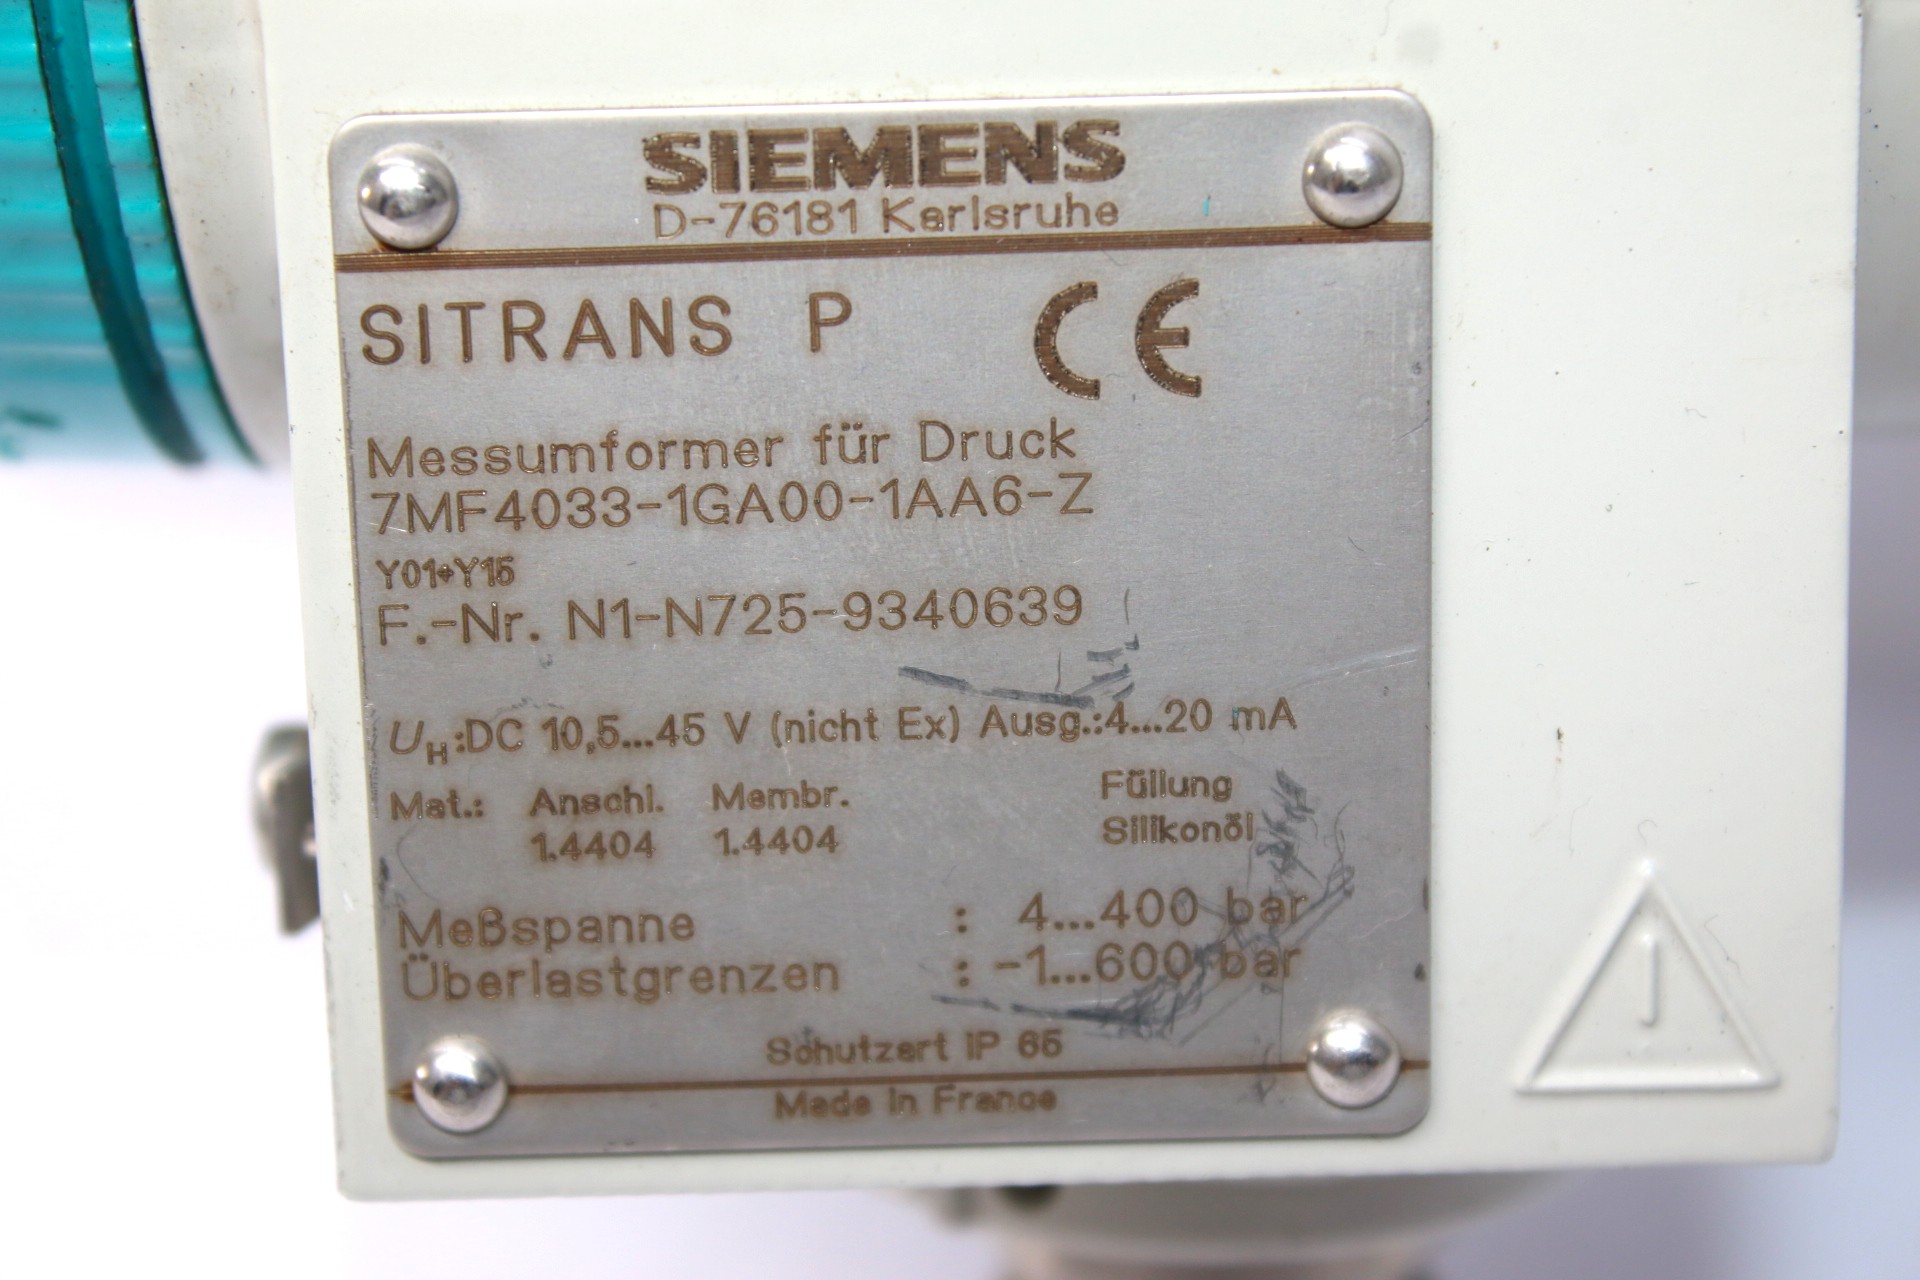 SIEMENS
D-76181 Karlsruhe
SITRANS P CE
Messumformer für Druck
7MF4033-1GA00-1AA6-Z
Y01+Y15
F.-Nr. N1-N725-9340639
UH:DC 10,5...45 V (nicht Ex) Ausg.:4...20 mA
Mat.: Anschl. Membr. Füllung
1.4404 1.4404 Silikonöl
Meßspanne : 4...400 bar
Überlastgrenzen : -1...600 bar
Schutzart IP 65
Made in France